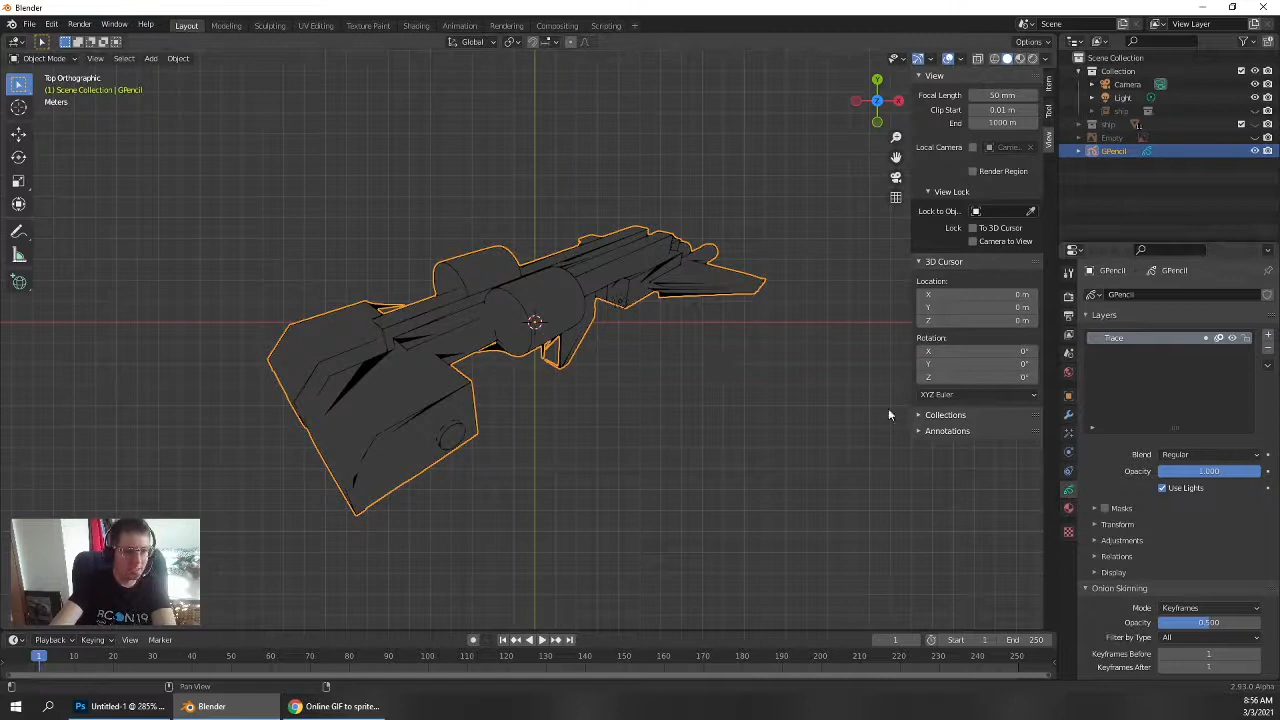 Blender
File Edit Render Window Help Layout Modeling Sculpting UV Editing Texture Paint Shading Animation Rendering Compositing Scripting Scene View Layer
Global Options
Object Mode View Select Add Object
Top Orthographic
(1) Scene Collection | GPencil
Meters
Y
Z
X
View
Focal Length 50 mm
Clip Start 0.01 m
End 1000 m
Local Camera Came...
Render Region
View Lock
Lock to Obj...
Lock To 3D Cursor
Camera to View
3D Cursor
Location:
X 0 m
Y 0 m
Z 0 m
Rotation:
X 0°
Y 0°
Z 0°
XYZ Euler
Collections
Annotations
Item
Tool
View
Scene Collection
Collection
Camera
Light
ship
ship
Empty
GPencil
GPencil GPencil
GPencil
Layers
Trace
Blend Regular
Opacity 1.000
Use Lights
Masks
Transform
Adjustments
Relations
Display
Onion Skinning
Mode Keyframes
Opacity 0.500
Filter by Type All
Keyframes Before 1
Keyframes After 1
Playback Keying View Marker 1 Start 1 End 250
1 10 20 30 40 50 60 70 80 90 100 110 120 130 140 150 160 170 180 190 200 210 220 230 240 250
Pan View 2.93.0 Alpha
Untitled-1 @ 285% ... Blender Online GIF to sprite... 8:56 AM
3/3/2021